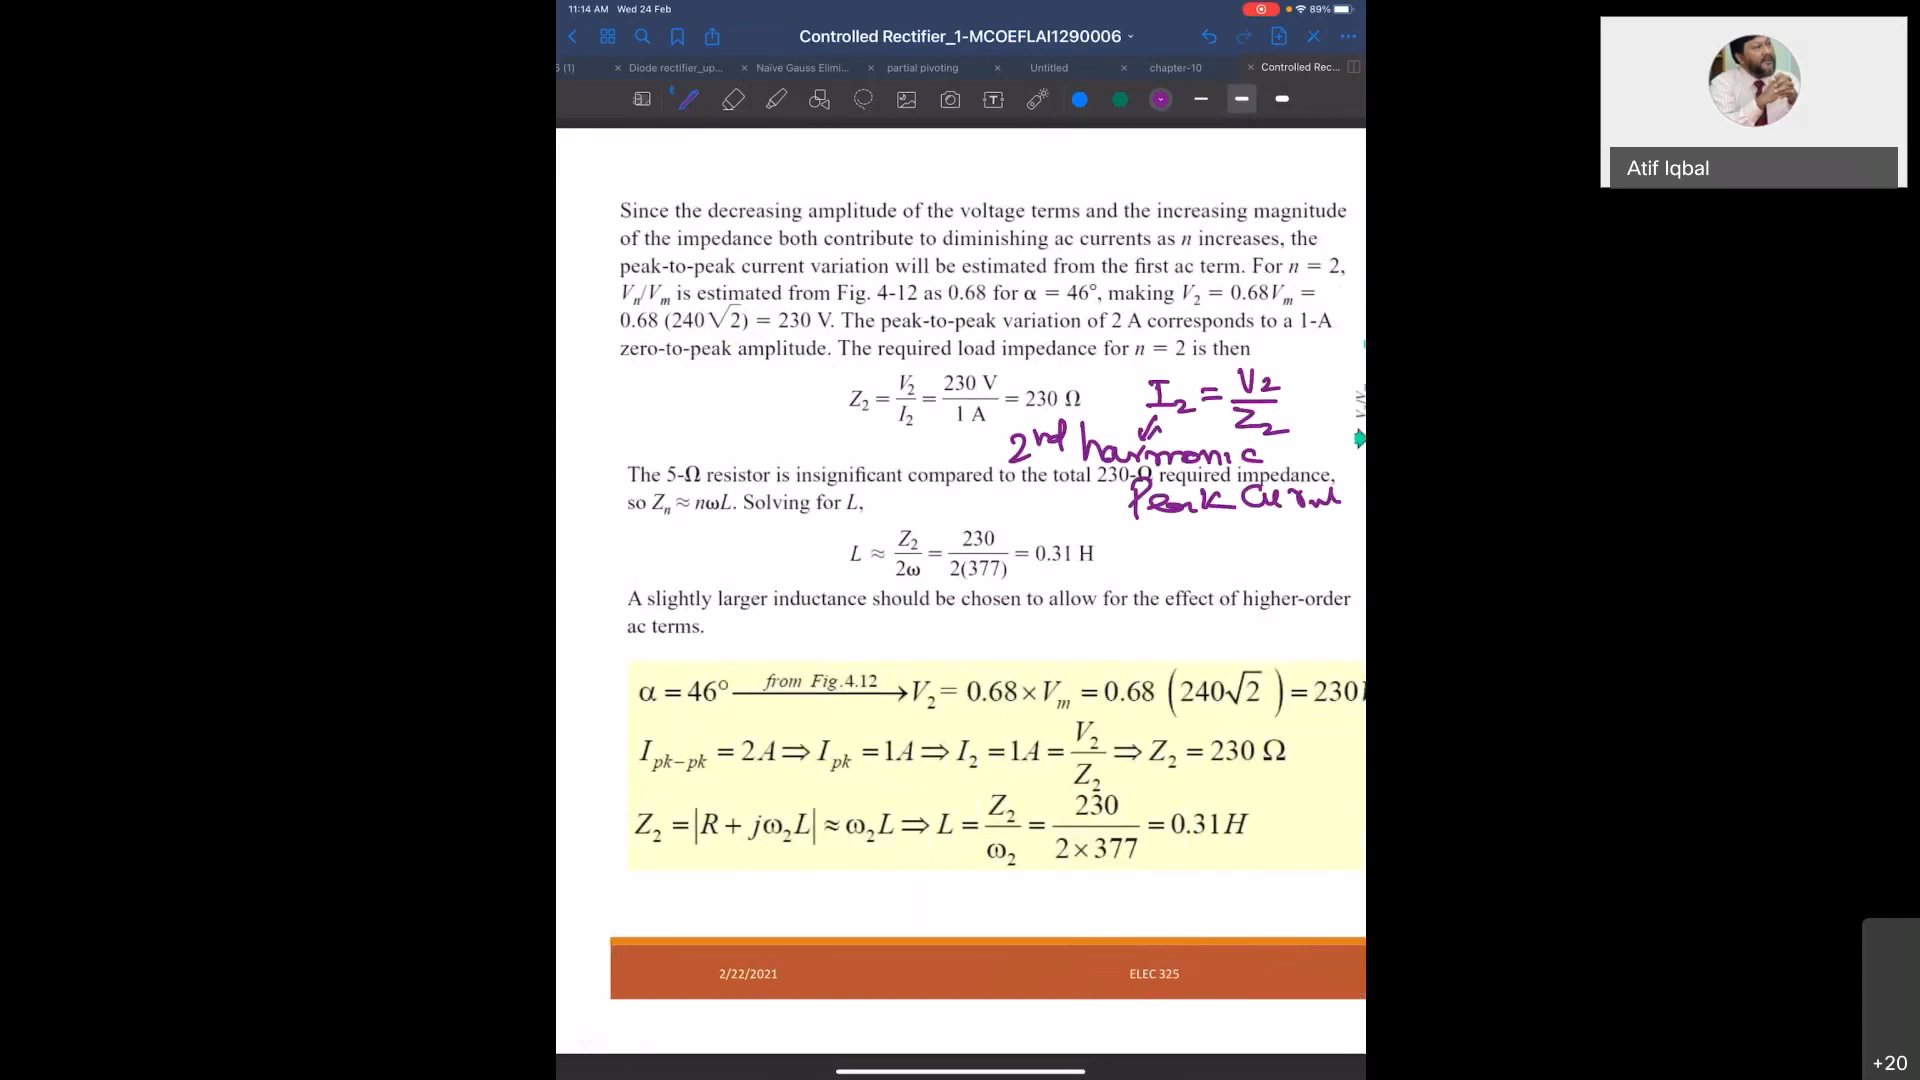 11:14 AM Wed 24 Feb
89%
Controlled Rectifier_1-MCOEFLAI1290006
(1) × Diode rectifier_up... × Naïve Gauss Elimi... × partial pivoting × Untitled × chapter-10 × Controlled Rec...
Atif Iqbal
Since the decreasing amplitude of the voltage terms and the increasing magnitude
of the impedance both contribute to diminishing ac currents as n increases, the
peak-to-peak current variation will be estimated from the first ac term. For n = 2,
Vn/Vm is estimated from Fig. 4-12 as 0.68 for α = 46°, making V2 = 0.68Vm =
0.68 (240√2) = 230 V. The peak-to-peak variation of 2 A corresponds to a 1-A
zero-to-peak amplitude. The required load impedance for n = 2 is then
Z2 = V2/I2 = 230 V/1 A = 230 Ω
I2 = V2/Z2
2nd harmonic
The 5-Ω resistor is insignificant compared to the total 230-Ω required impedance,
Peak
so Zn ≈ nωL. Solving for L,
L ≈ Z2/2ω = 230/2(377) = 0.31 H
A slightly larger inductance should be chosen to allow for the effect of higher-order
ac terms.
α = 46° from Fig.4.12 → V2 = 0.68 × Vm = 0.68 (240√2) = 230
Ipk−pk = 2A ⇒ Ipk = 1A ⇒ I2 = 1A = V2/Z2 ⇒ Z2 = 230 Ω
Z2 = |R + jω2L| ≈ ω2L ⇒ L = Z2/ω2 = 230/2×377 = 0.31H
2/22/2021 ELEC 325
+20